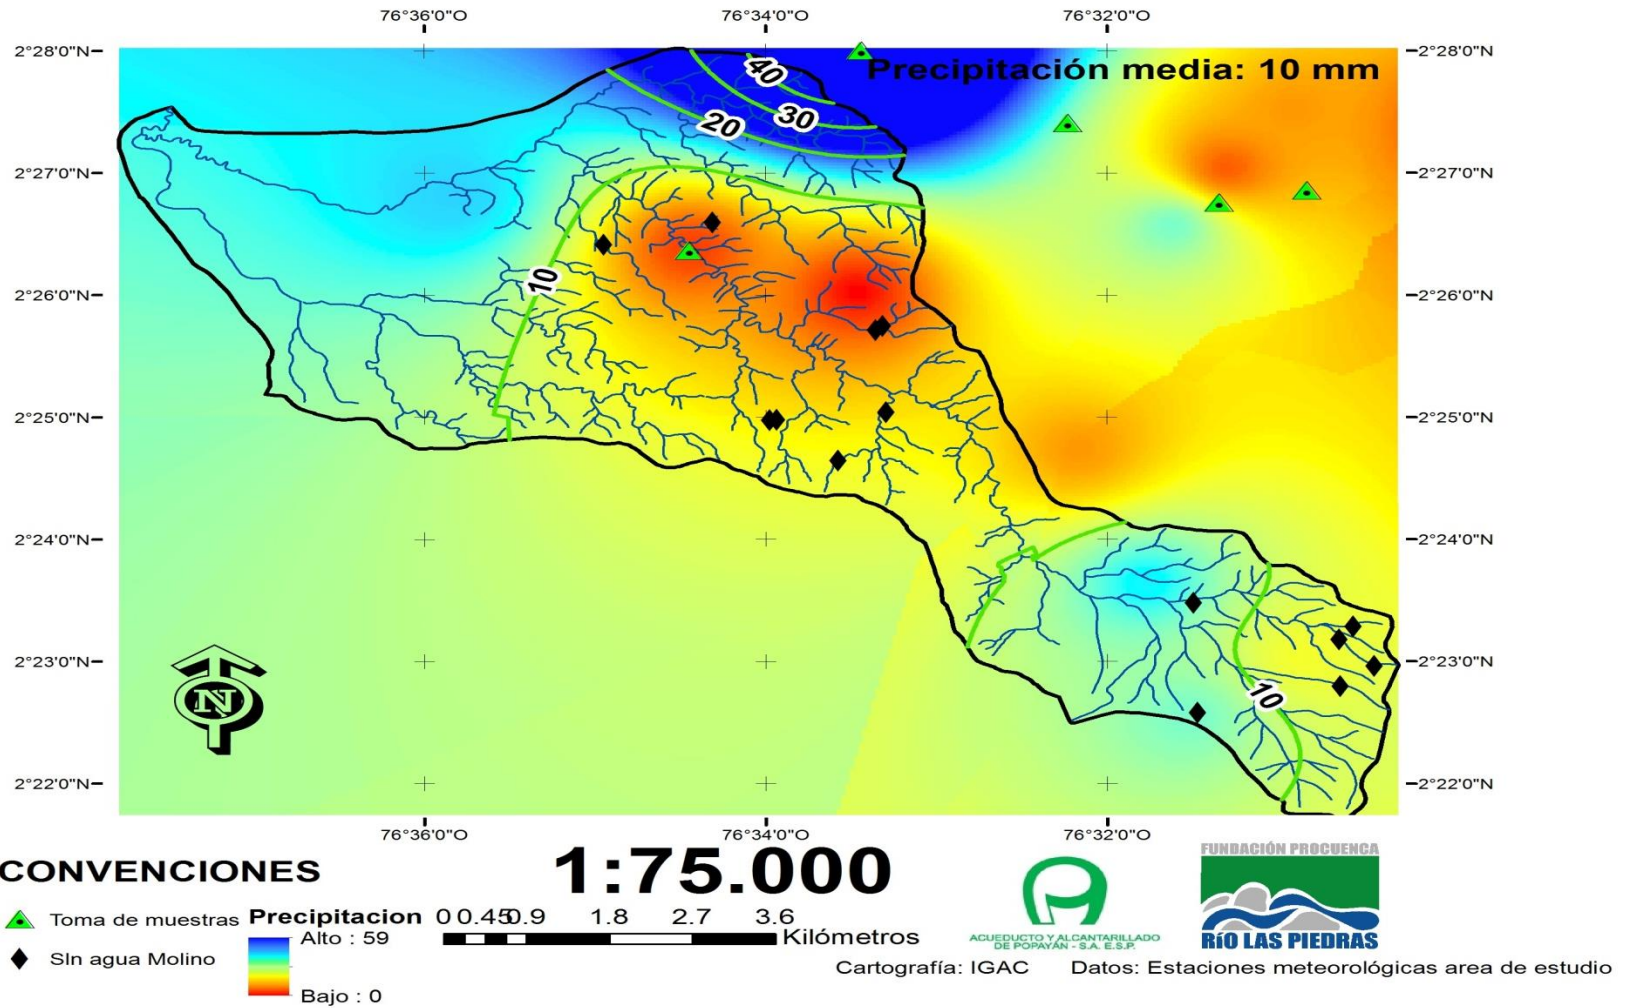 76°36'0"O 76°34'0"O 76°32'0"O
2°28'0"N 2°28'0"N
Precipitación media: 10 mm
40
30
20
2°27'0"N 2°27'0"N
10
2°26'0"N 2°26'0"N
2°25'0"N 2°25'0"N
2°24'0"N 2°24'0"N
2°23'0"N 2°23'0"N
10
N
2°22'0"N 2°22'0"N
76°36'0"O 76°34'0"O 76°32'0"O
CONVENCIONES
1:75.000
Toma de muestras
SIn agua Molino
Precipitacion
Alto : 59
Bajo : 0
0 0.45 0.9 1.8 2.7 3.6
Kilómetros
ACUEDUCTO Y ALCANTARILLADO
DE POPAYÁN - S.A. E.S.P.
FUNDACIÓN PROCUENCA
RÍO LAS PIEDRAS
Cartografía: IGAC Datos: Estaciones meteorológicas area de estudio